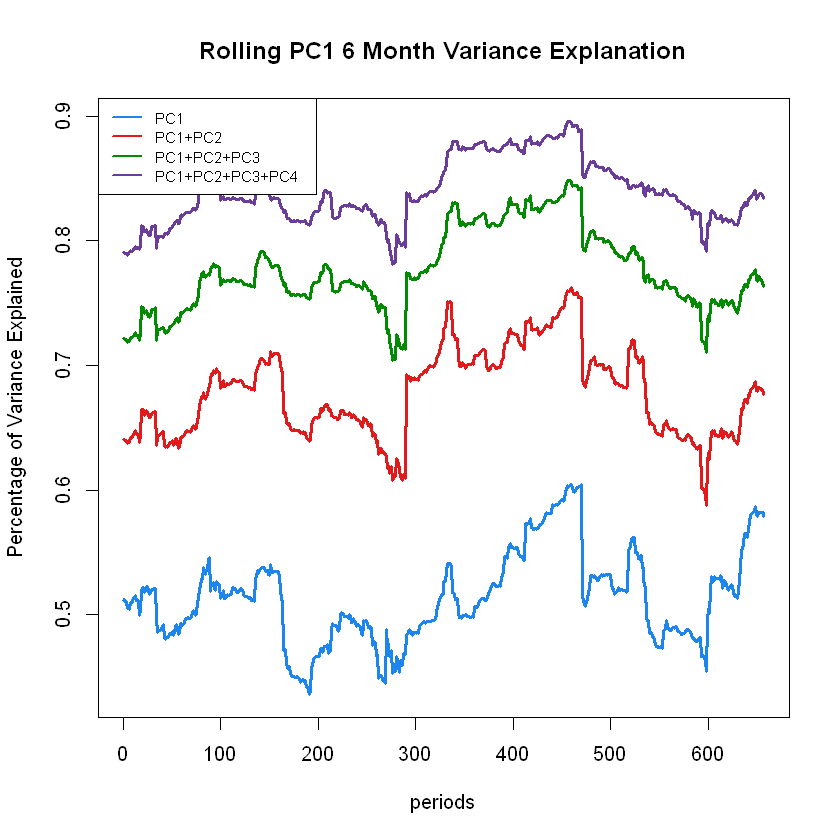 Rolling PC1 6 Month Variance Explanation
PC1
PC1+PC2
PC1+PC2+PC3
PC1+PC2+PC3+PC4
Percentage of Variance Explained
0.9
0.8
0.7
0.6
0.5
0 100 200 300 400 500 600
periods